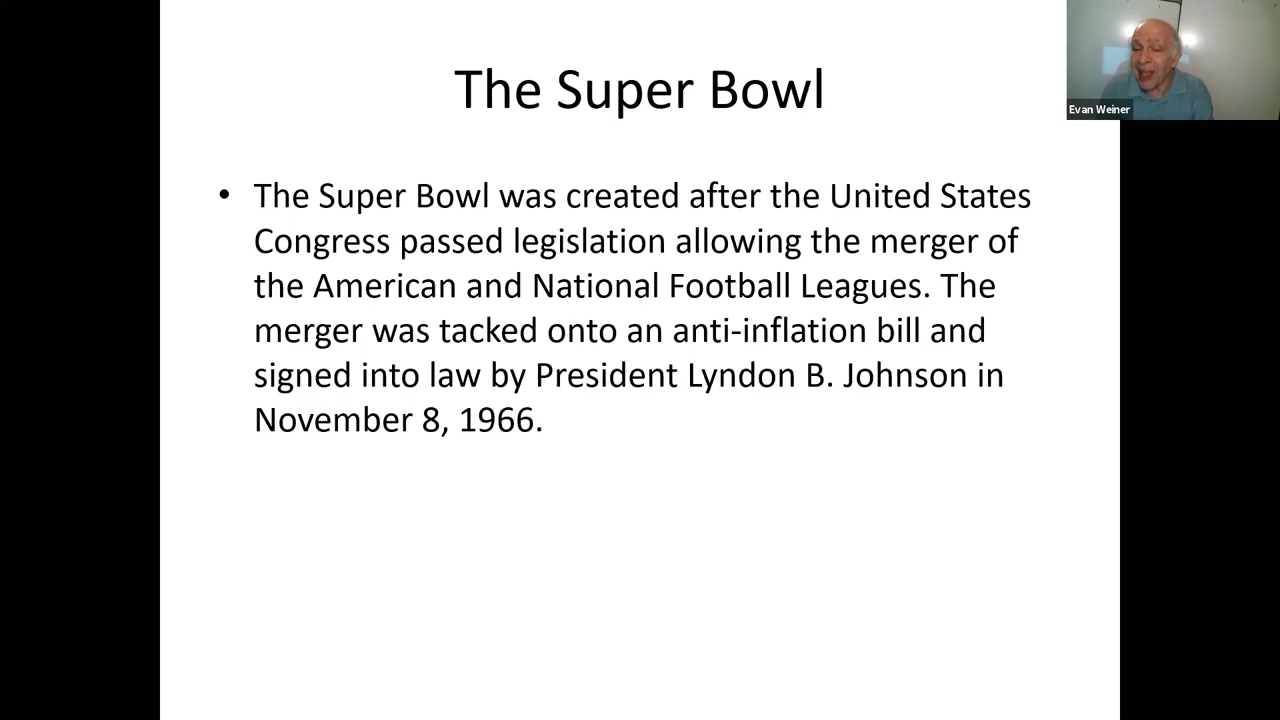 The Super Bowl
Evan Weiner
• The Super Bowl was created after the United States
Congress passed legislation allowing the merger of
the American and National Football Leagues. The
merger was tacked onto an anti-inflation bill and
signed into law by President Lyndon B. Johnson in
November 8, 1966.